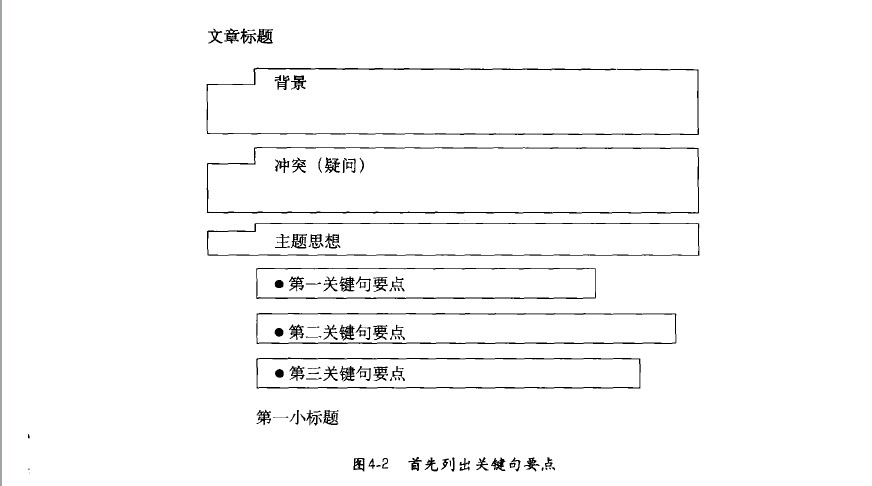 文章标题
背景
冲突（疑问）
主题思想
●第一关键句要点
●第二关键句要点
●第三关键句要点
第一小标题
图4-2 首先列出关键句要点